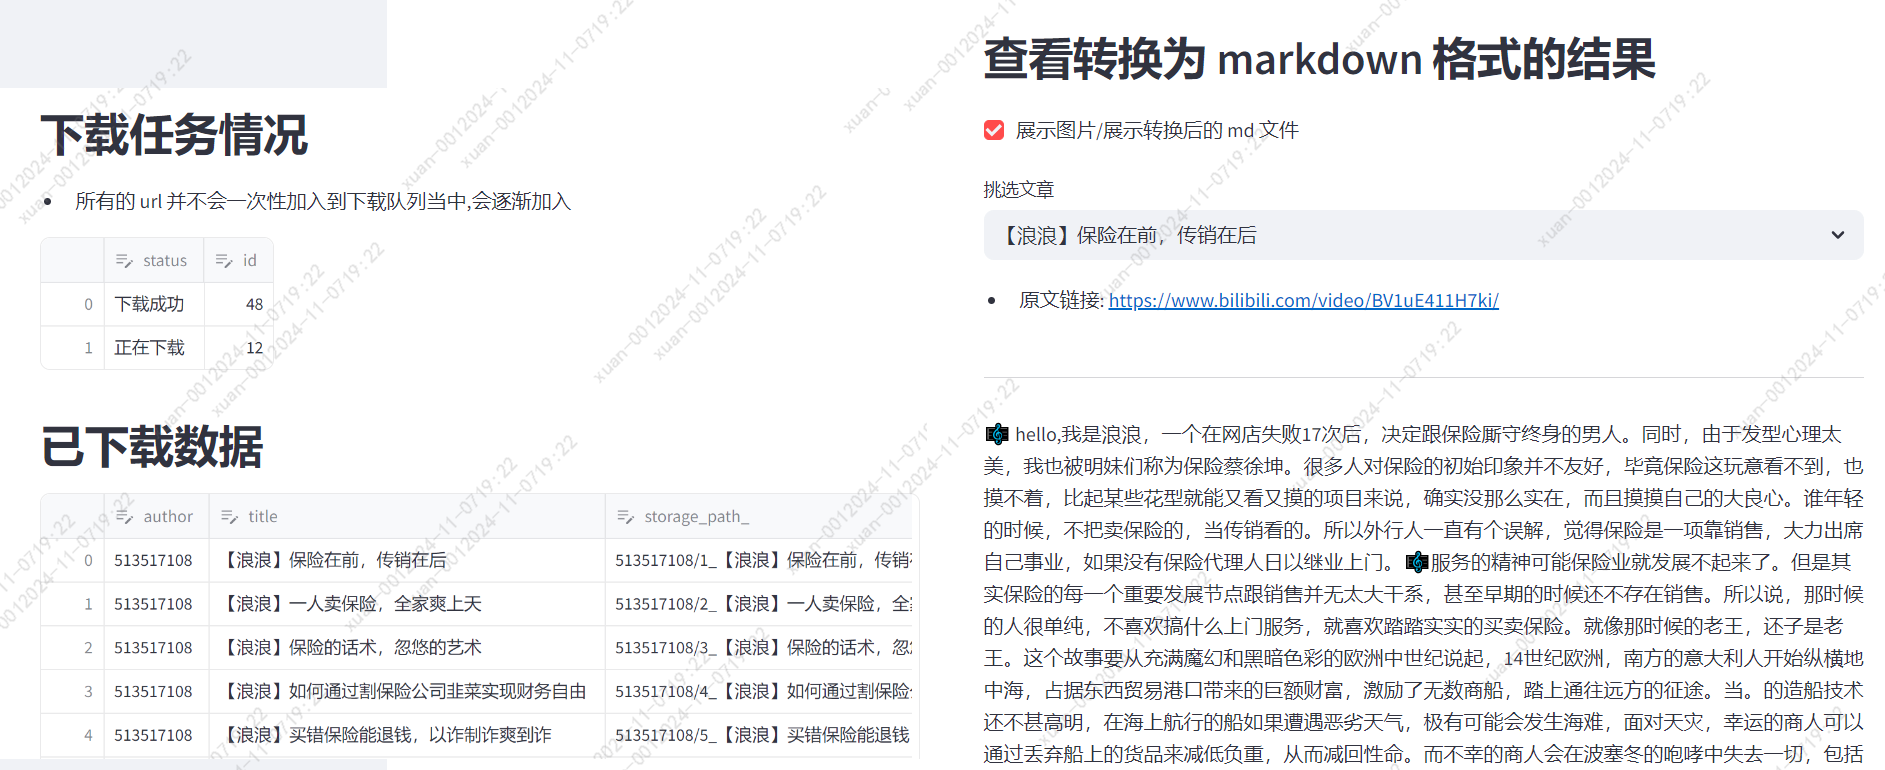 下载任务情况
所有的 url 并不会一次性加入到下载队列当中,会逐渐加入
status id
0 下载成功 48
1 正在下载 12
已下载数据
author title storage_path_
0 513517108 【浪浪】保险在前，传销在后 513517108/1_【浪浪】保险在前，传销
1 513517108 【浪浪】一人卖保险，全家爽上天 513517108/2_【浪浪】一人卖保险，全
2 513517108 【浪浪】保险的话术，忽悠的艺术 513517108/3_【浪浪】保险的话术，忽
3 513517108 【浪浪】如何通过割保险公司韭菜实现财务自由 513517108/4_【浪浪】如何通过割保险
4 513517108 【浪浪】买错保险能退钱，以诈制诈爽到诈 513517108/5_【浪浪】买错保险能退钱
查看转换为 markdown 格式的结果
展示图片/展示转换后的 md 文件
挑选文章
【浪浪】保险在前，传销在后
原文链接: https://www.bilibili.com/video/BV1uE411H7ki/
🎼 hello,我是浪浪，一个在网店失败17次后，决定跟保险厮守终身的男人。同时，由于发型心理太
美，我也被明妹们称为保险蔡徐坤。很多人对保险的初始印象并不友好，毕竟保险这玩意看不到，也
摸不着，比起某些花型就能又看又摸的项目来说，确实没那么实在，而且摸摸自己的大良心。谁年轻
的时候，不把卖保险的，当传销看的。所以外行人一直有个误解，觉得保险是一项靠销售，大力出席
自己事业，如果没有保险代理人日以继业上门。🎼服务的精神可能保险业就发展不起来了。但是其
实保险的每一个重要发展节点跟销售并无太大干系，甚至早期的时候还不存在销售。所以说，那时候
的人很单纯，不喜欢搞什么上门服务，就喜欢踏踏实实的买卖保险。就像那时候的老王，还子是老
王。这个故事要从充满魔幻和黑暗色彩的欧洲中世纪说起，14世纪欧洲，南方的意大利人开始纵横地
中海，占据东西贸易港口带来的巨额财富，激励了无数商船，踏上通往远方的征途。当。的造船技术
还不甚高明，在海上航行的船如果遭遇恶劣天气，极有可能会发生海难，面对天灾，幸运的商人可以
通过丢弃船上的货品来减低负重，从而减回性命。而不幸的商人会在波塞冬的咆哮中失去一切，包括
xuan-0012024-11-0719:22